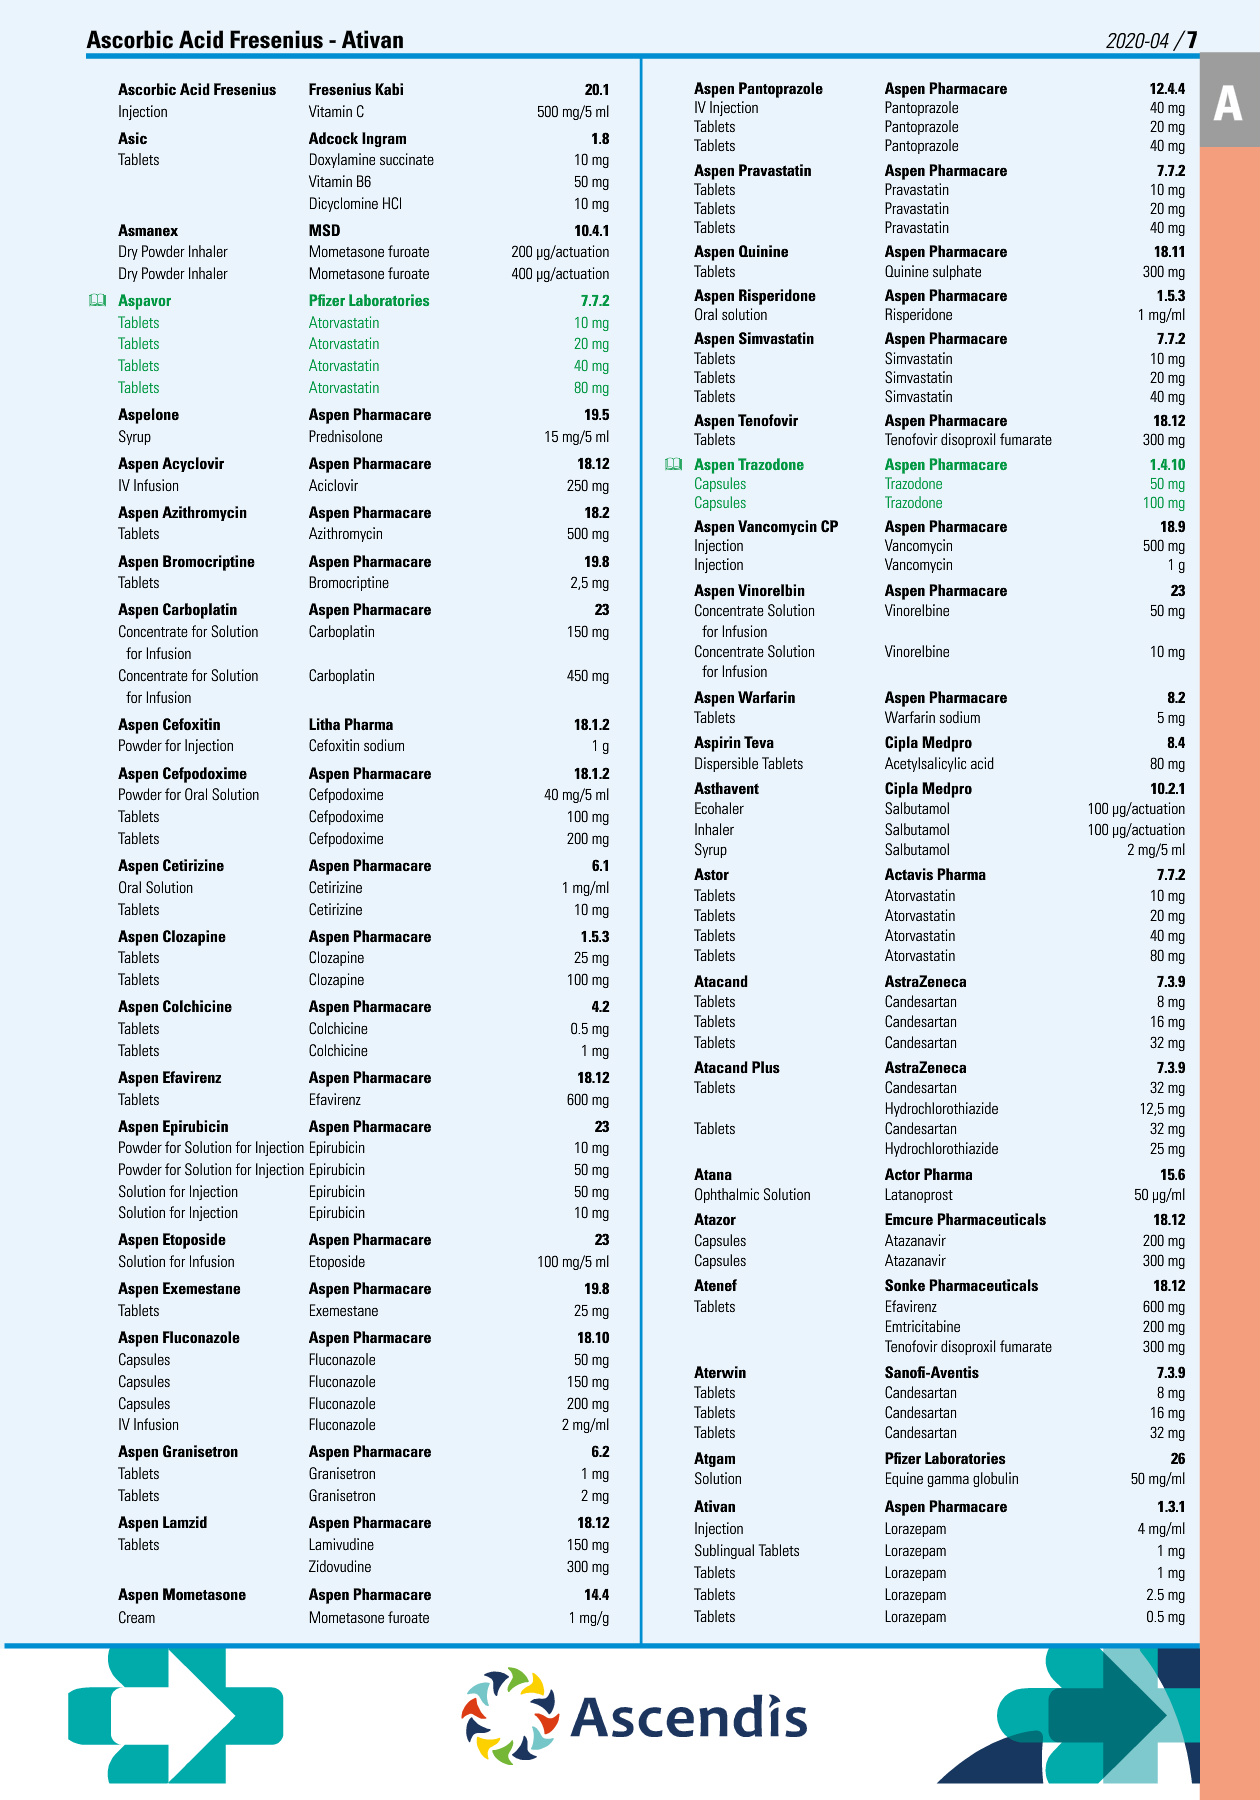 Ascorbic Acid Fresenius - Ativan
2020-04 / 7
A
Ascorbic Acid Fresenius Fresenius Kabi 20.1
Injection Vitamin C 500 mg/5 ml
Asic Adcock Ingram 1.8
Tablets Doxylamine succinate 10 mg
Vitamin B6 50 mg
Dicyclomine HCl 10 mg
Asmanex MSD 10.4.1
Dry Powder Inhaler Mometasone furoate 200 µg/actuation
Dry Powder Inhaler Mometasone furoate 400 µg/actuation
Aspavor Pfizer Laboratories 7.7.2
Tablets Atorvastatin 10 mg
Tablets Atorvastatin 20 mg
Tablets Atorvastatin 40 mg
Tablets Atorvastatin 80 mg
Aspelone Aspen Pharmacare 19.5
Syrup Prednisolone 15 mg/5 ml
Aspen Acyclovir Aspen Pharmacare 18.12
IV Infusion Aciclovir 250 mg
Aspen Azithromycin Aspen Pharmacare 18.2
Tablets Azithromycin 500 mg
Aspen Bromocriptine Aspen Pharmacare 19.8
Tablets Bromocriptine 2,5 mg
Aspen Carboplatin Aspen Pharmacare 23
Concentrate for Solution Carboplatin 150 mg
for Infusion
Concentrate for Solution Carboplatin 450 mg
for Infusion
Aspen Cefoxitin Litha Pharma 18.1.2
Powder for Injection Cefoxitin sodium 1 g
Aspen Cefpodoxime Aspen Pharmacare 18.1.2
Powder for Oral Solution Cefpodoxime 40 mg/5 ml
Tablets Cefpodoxime 100 mg
Tablets Cefpodoxime 200 mg
Aspen Cetirizine Aspen Pharmacare 6.1
Oral Solution Cetirizine 1 mg/ml
Tablets Cetirizine 10 mg
Aspen Clozapine Aspen Pharmacare 1.5.3
Tablets Clozapine 25 mg
Tablets Clozapine 100 mg
Aspen Colchicine Aspen Pharmacare 4.2
Tablets Colchicine 0.5 mg
Tablets Colchicine 1 mg
Aspen Efavirenz Aspen Pharmacare 18.12
Tablets Efavirenz 600 mg
Aspen Epirubicin Aspen Pharmacare 23
Powder for Solution for Injection Epirubicin 10 mg
Powder for Solution for Injection Epirubicin 50 mg
Solution for Injection Epirubicin 50 mg
Solution for Injection Epirubicin 10 mg
Aspen Etoposide Aspen Pharmacare 23
Solution for Infusion Etoposide 100 mg/5 ml
Aspen Exemestane Aspen Pharmacare 19.8
Tablets Exemestane 25 mg
Aspen Fluconazole Aspen Pharmacare 18.10
Capsules Fluconazole 50 mg
Capsules Fluconazole 150 mg
Capsules Fluconazole 200 mg
IV Infusion Fluconazole 2 mg/ml
Aspen Granisetron Aspen Pharmacare 6.2
Tablets Granisetron 1 mg
Tablets Granisetron 2 mg
Aspen Lamzid Aspen Pharmacare 18.12
Tablets Lamivudine 150 mg
Zidovudine 300 mg
Aspen Mometasone Aspen Pharmacare 14.4
Cream Mometasone furoate 1 mg/g
Aspen Pantoprazole Aspen Pharmacare 12.4.4
IV Injection Pantoprazole 40 mg
Tablets Pantoprazole 20 mg
Tablets Pantoprazole 40 mg
Aspen Pravastatin Aspen Pharmacare 7.7.2
Tablets Pravastatin 10 mg
Tablets Pravastatin 20 mg
Tablets Pravastatin 40 mg
Aspen Quinine Aspen Pharmacare 18.11
Tablets Quinine sulphate 300 mg
Aspen Risperidone Aspen Pharmacare 1.5.3
Oral solution Risperidone 1 mg/ml
Aspen Simvastatin Aspen Pharmacare 7.7.2
Tablets Simvastatin 10 mg
Tablets Simvastatin 20 mg
Tablets Simvastatin 40 mg
Aspen Tenofovir Aspen Pharmacare 18.12
Tablets Tenofovir disoproxil fumarate 300 mg
Aspen Trazodone Aspen Pharmacare 1.4.10
Capsules Trazodone 50 mg
Capsules Trazodone 100 mg
Aspen Vancomycin CP Aspen Pharmacare 18.9
Injection Vancomycin 500 mg
Injection Vancomycin 1 g
Aspen Vinorelbin Aspen Pharmacare 23
Concentrate Solution Vinorelbine 50 mg
for Infusion
Concentrate Solution Vinorelbine 10 mg
for Infusion
Aspen Warfarin Aspen Pharmacare 8.2
Tablets Warfarin sodium 5 mg
Aspirin Teva Cipla Medpro 8.4
Dispersible Tablets Acetylsalicylic acid 80 mg
Asthavent Cipla Medpro 10.2.1
Ecohaler Salbutamol 100 µg/actuation
Inhaler Salbutamol 100 µg/actuation
Syrup Salbutamol 2 mg/5 ml
Astor Actavis Pharma 7.7.2
Tablets Atorvastatin 10 mg
Tablets Atorvastatin 20 mg
Tablets Atorvastatin 40 mg
Tablets Atorvastatin 80 mg
Atacand AstraZeneca 7.3.9
Tablets Candesartan 8 mg
Tablets Candesartan 16 mg
Tablets Candesartan 32 mg
Atacand Plus AstraZeneca 7.3.9
Tablets Candesartan 32 mg
Hydrochlorothiazide 12,5 mg
Tablets Candesartan 32 mg
Hydrochlorothiazide 25 mg
Atana Actor Pharma 15.6
Ophthalmic Solution Latanoprost 50 µg/ml
Atazor Emcure Pharmaceuticals 18.12
Capsules Atazanavir 200 mg
Capsules Atazanavir 300 mg
Atenef Sonke Pharmaceuticals 18.12
Tablets Efavirenz 600 mg
Emtricitabine 200 mg
Tenofovir disoproxil fumarate 300 mg
Aterwin Sanofi-Aventis 7.3.9
Tablets Candesartan 8 mg
Tablets Candesartan 16 mg
Tablets Candesartan 32 mg
Atgam Pfizer Laboratories 26
Solution Equine gamma globulin 50 mg/ml
Ativan Aspen Pharmacare 1.3.1
Injection Lorazepam 4 mg/ml
Sublingual Tablets Lorazepam 1 mg
Tablets Lorazepam 1 mg
Tablets Lorazepam 2.5 mg
Tablets Lorazepam 0.5 mg
Ascendis